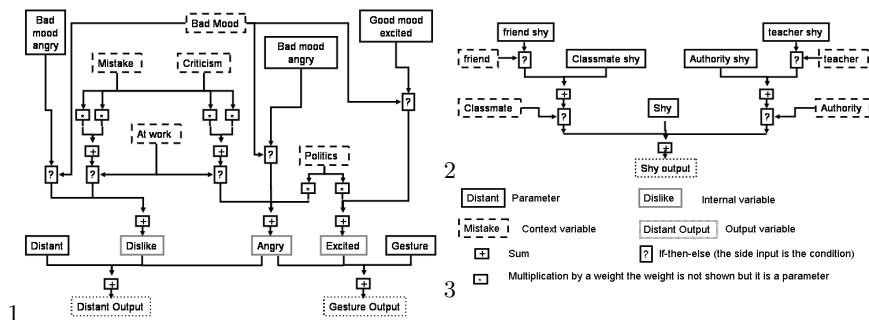 Bad
mood
angry
Bad Mood
Good mood
excited
Mistake
Criticism
Bad mood
angry
*
*
*
*
?
+
+
At work
?
?
?
?
Politics
*
*
+
+
+
Distant
Dislike
Angry
Excited
Gesture
+
+
Distant Output
Gesture Output
1
friend shy
teacher shy
friend
?
Classmate shy
Authority shy
?
teacher
+
+
Classmate
?
Shy
?
Authority
+
Shy output
2
Distant
Parameter
Dislike
Internal variable
Mistake
Context variable
Distant Output
Output variable
+
Sum
?
If-then-else (the side input is the condition)
*
Multiplication by a weight the weight is not shown but it is a parameter
3